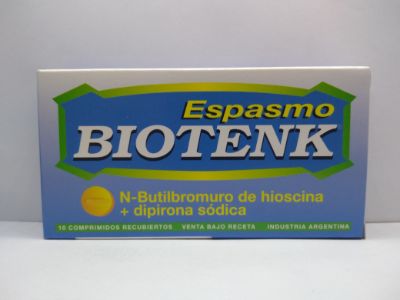 Espasmo
BIOTENK
N-Butilbromuro de hioscina
+ dipirona sódica
10 COMPRIMIDOS RECUBIERTOS VENTA BAJO RECETA INDUSTRIA ARGENTINA